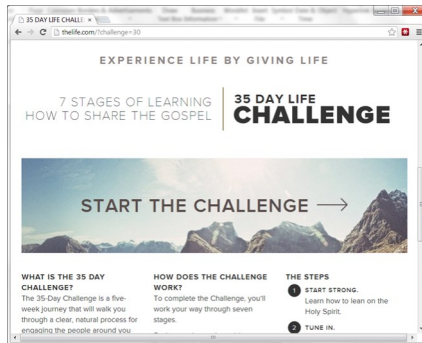 35 DAY LIFE CHALLE
thelife.com/?challenge=30
EXPERIENCE LIFE BY GIVING LIFE
7 STAGES OF LEARNING
HOW TO SHARE THE GOSPEL
35 DAY LIFE
CHALLENGE
START THE CHALLENGE
WHAT IS THE 35 DAY
CHALLENGE?
The 35-Day Challenge is a five-
week journey that will walk you
through a clear, natural process for
engaging the people around you
HOW DOES THE CHALLENGE
WORK?
To complete the Challenge, you'll
work your way through seven
stages.
THE STEPS
1 START STRONG.
Learn how to lean on the
Holy Spirit.
2 TUNE IN.